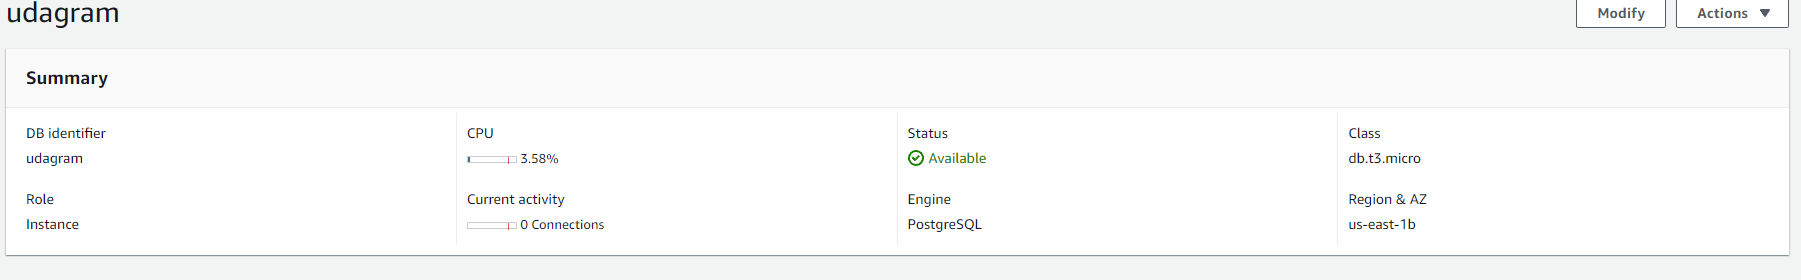 udagram
Modify
Actions
Summary
DB identifier
udagram
CPU
3.58%
Status
Available
Class
db.t3.micro
Role
Instance
Current activity
0 Connections
Engine
PostgreSQL
Region & AZ
us-east-1b